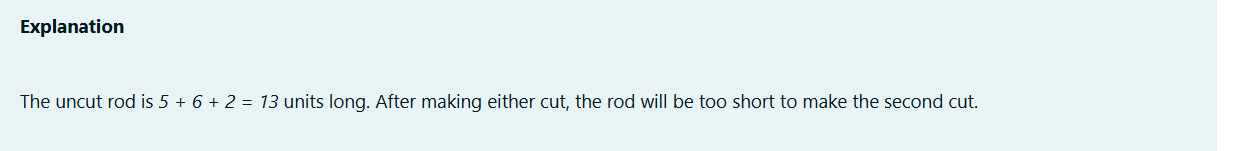 Explanation
The uncut rod is 5 + 6 + 2 = 13 units long. After making either cut, the rod will be too short to make the second cut.